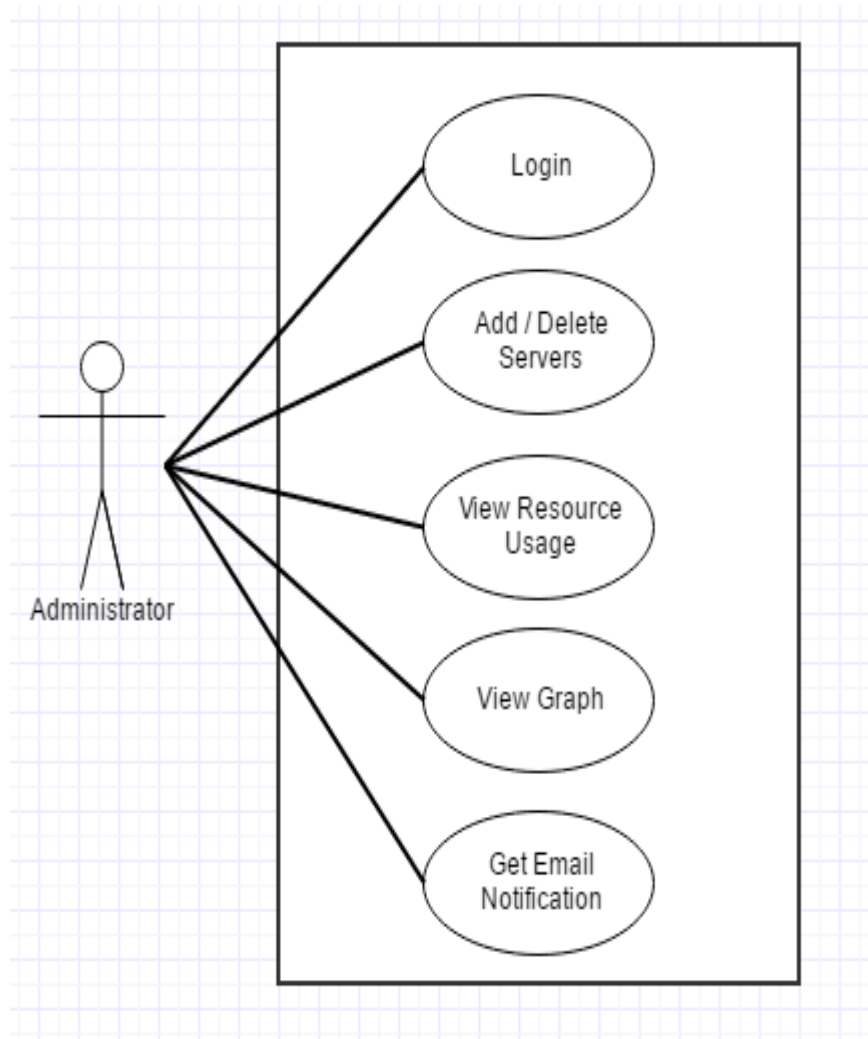 Login
Add / Delete
Servers
View Resource
Usage
View Graph
Get Email
Notification
Administrator